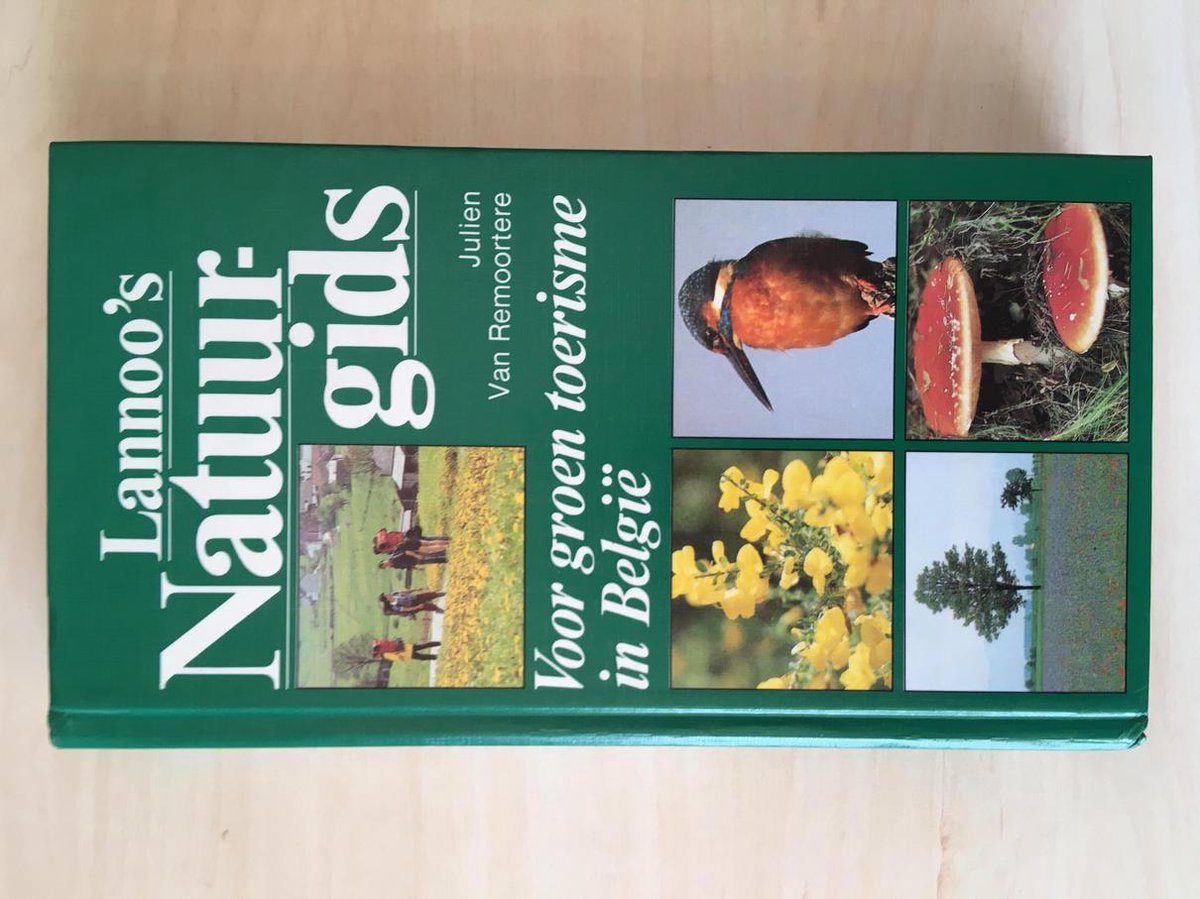 Lannoo's
Natuur-
gids
Julien
Van Remoortere
Voor groen toerisme
in België